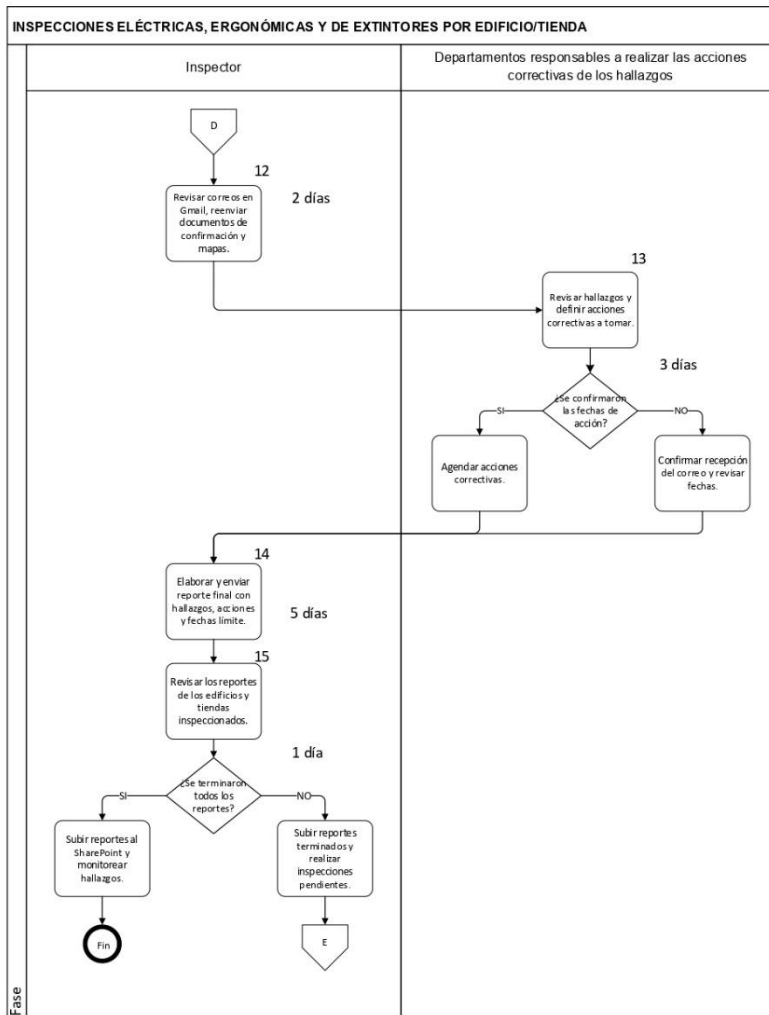 INSPECCIONES ELÉCTRICAS, ERGONÓMICAS Y DE EXTINTORES POR EDIFICIO/TIENDA
Inspector
Departamentos responsables a realizar las acciones
correctivas de los hallazgos
D
12
2 días
Revisar correos en
Gmail, reenviar
documentos de
confirmación y
mapas.
13
Revisar hallazgos y
definir acciones
correctivas a tomar.
3 días
¿Se confirmaron
las fechas de
acción?
SI
NO
Agendar acciones
correctivas.
Confirmar recepción
del correo y revisar
fechas.
14
Elaborar y enviar
reporte final con
hallazgos, acciones
y fechas límite.
5 días
15
Revisar los reportes
de los edificios y
tiendas
inspeccionados.
1 día
¿Se terminaron
todos los
reportes?
SI
NO
Subir reportes al
SharePoint y
monitorear
hallazgos.
Subir reportes
terminados y
realizar
inspecciones
pendientes.
Fin
E
Fase